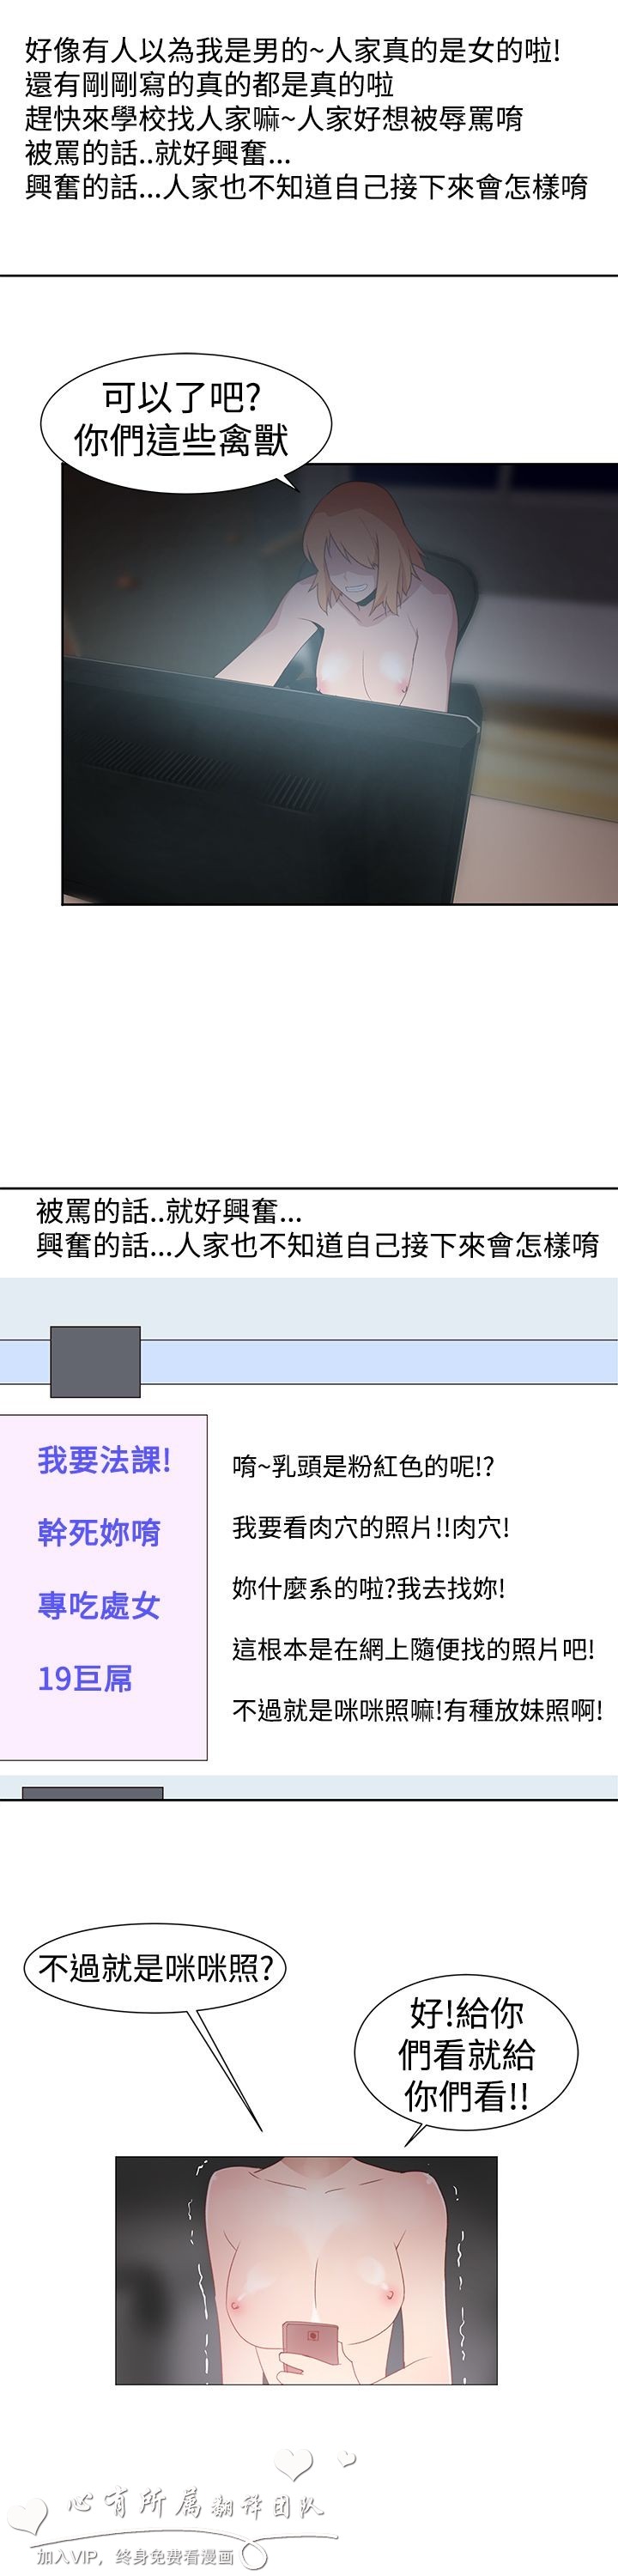 好像有人以為我是男的~人家真的是女的啦!
還有剛剛寫的真的都是真的啦
趕快來學校找人家嘛~人家好想被辱罵唷
被罵的話..就好興奮...
興奮的話...人家也不知道自己接下來會怎樣唷
可以了吧?
你們這些禽獸
被罵的話..就好興奮...
興奮的話...人家也不知道自己接下來會怎樣唷
我要法課!
唷~乳頭是粉紅色的呢!?
幹死妳唷
我要看肉穴的照片!!肉穴!
妳什麼系的啦?我去找妳!
專吃處女
這根本是在網上隨便找的照片吧!
19巨屌
不過就是咪咪照嘛!有種放妹照啊!
不過就是咪咪照?
好!給你
們看就給
你們看!!
心有所属翻译团队
加入VIP，终身免费看漫画